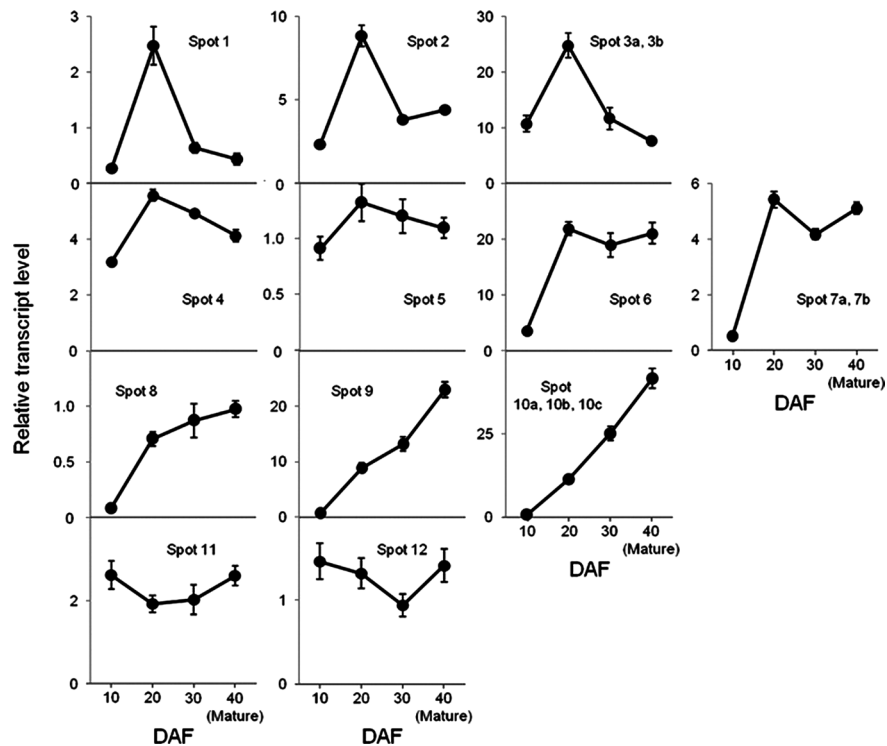 Relative transcript level
3
2
1
0
Spot 1
10
5
0
Spot 2
30
20
10
0
Spot 3a, 3b
4
2
0
Spot 4
1.0
0.5
0
Spot 5
20
10
0
Spot 6
6
4
2
0
Spot 7a, 7b
10 20 30 40
(Mature)
DAF
1.0
0.5
0
Spot 8
20
10
0
Spot 9
25
0
Spot
10a, 10b, 10c
10 20 30 40
(Mature)
DAF
2
0
Spot 11
10 20 30 40
(Mature)
DAF
1
0
Spot 12
10 20 30 40
(Mature)
DAF